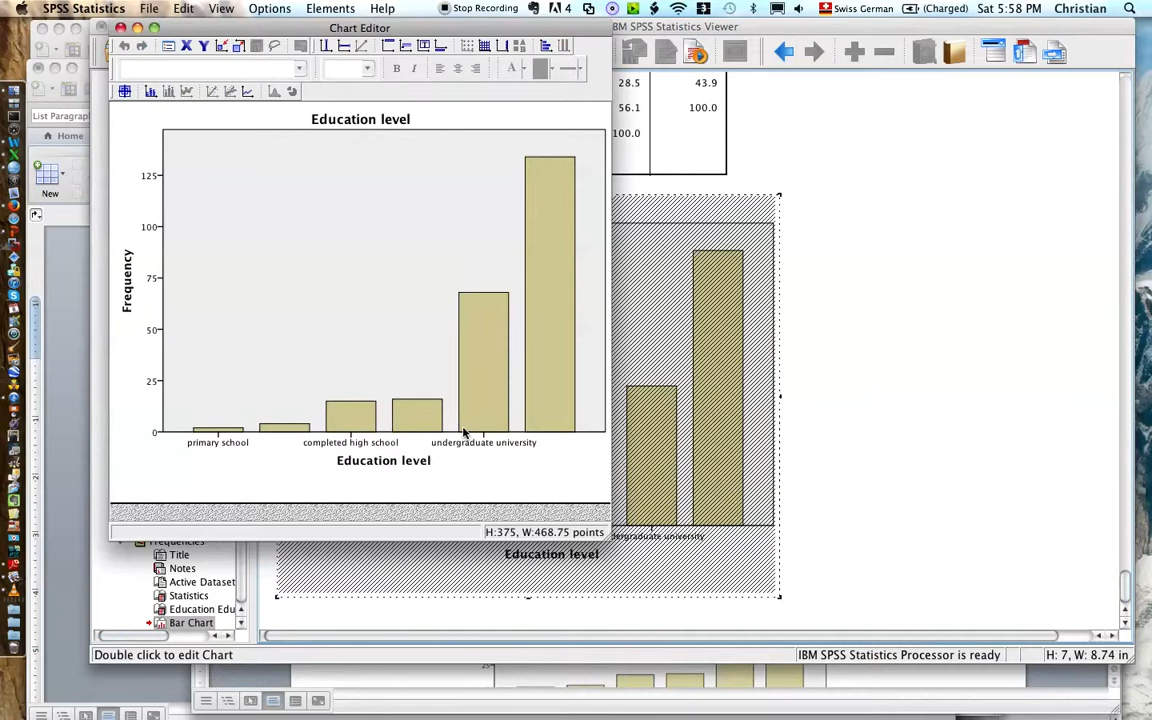 SPSS Statistics File Edit View Options Elements Help
Stop Recording
4
Swiss German
(Charged)
Sat 5:58 PM
Christian
Chart Editor
IBM SPSS Statistics Viewer
X Y
B I
A
List Paragraph
Home
New
28.5 43.9
56.1 100.0
100.0
Education level
125
100
75
50
25
0
Frequency
primary school completed high school undergraduate university
Education level
H:375, W:468.75 points
dergraduate university
Education level
Frequencies
Title
Notes
Active Dataset
Statistics
Education Edu
Bar Chart
Double click to edit Chart
IBM SPSS Statistics Processor is ready
H: 7, W: 8.74 in
25